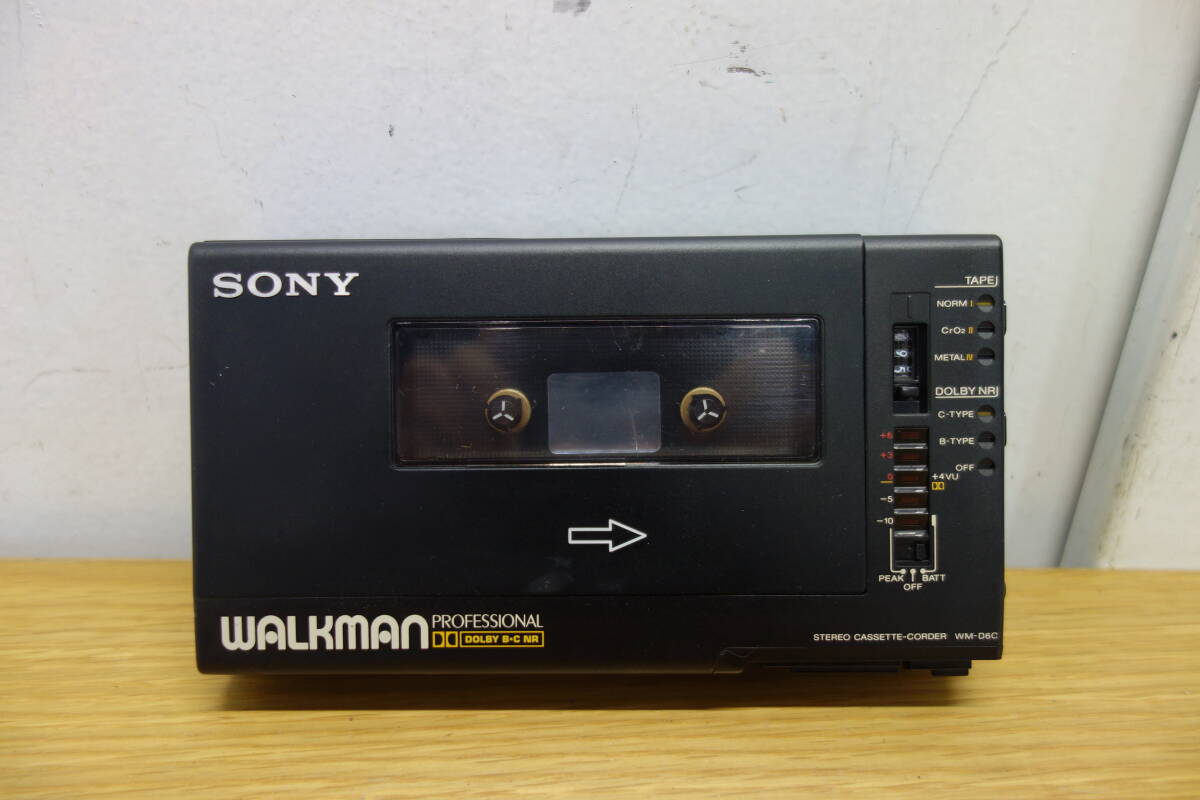 SONY
TAPE
NORM I
CrO2 II
METAL IV
DOLBY NR
C-TYPE
B-TYPE
OFF
+6
+3
0
+4VU
-5
-10
PEAK
OFF
BATT
WALKMAN
PROFESSIONAL
DOLBY B•C NR
STEREO CASSETTE-CORDER WM-D6C